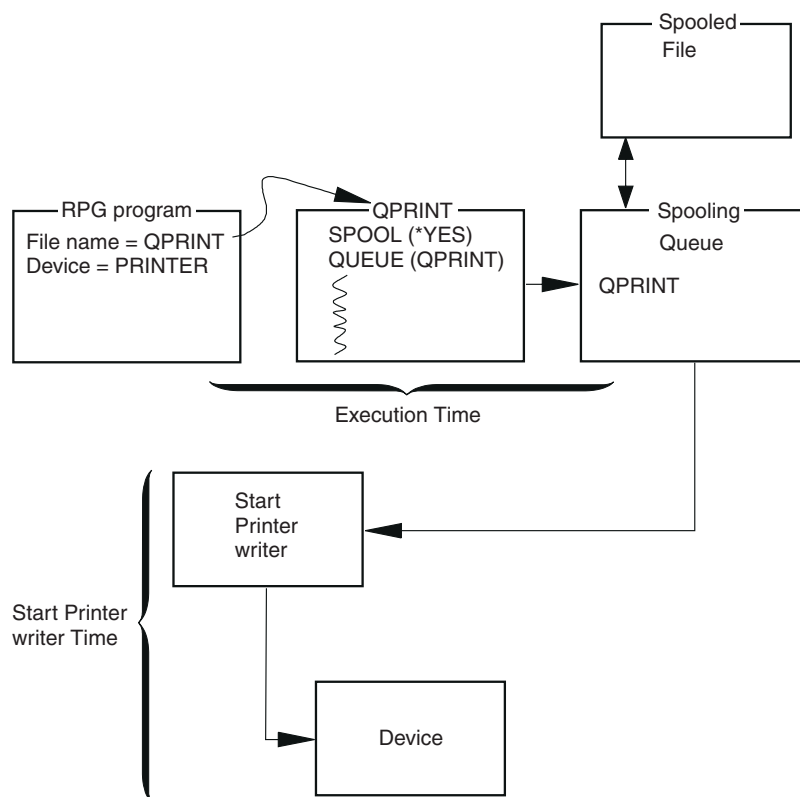 Spooled
File
RPG program
File name = QPRINT
Device = PRINTER
QPRINT
SPOOL (*YES)
QUEUE (QPRINT)
Spooling
Queue
QPRINT
Execution Time
Start
Printer
writer
Start Printer
writer Time
Device